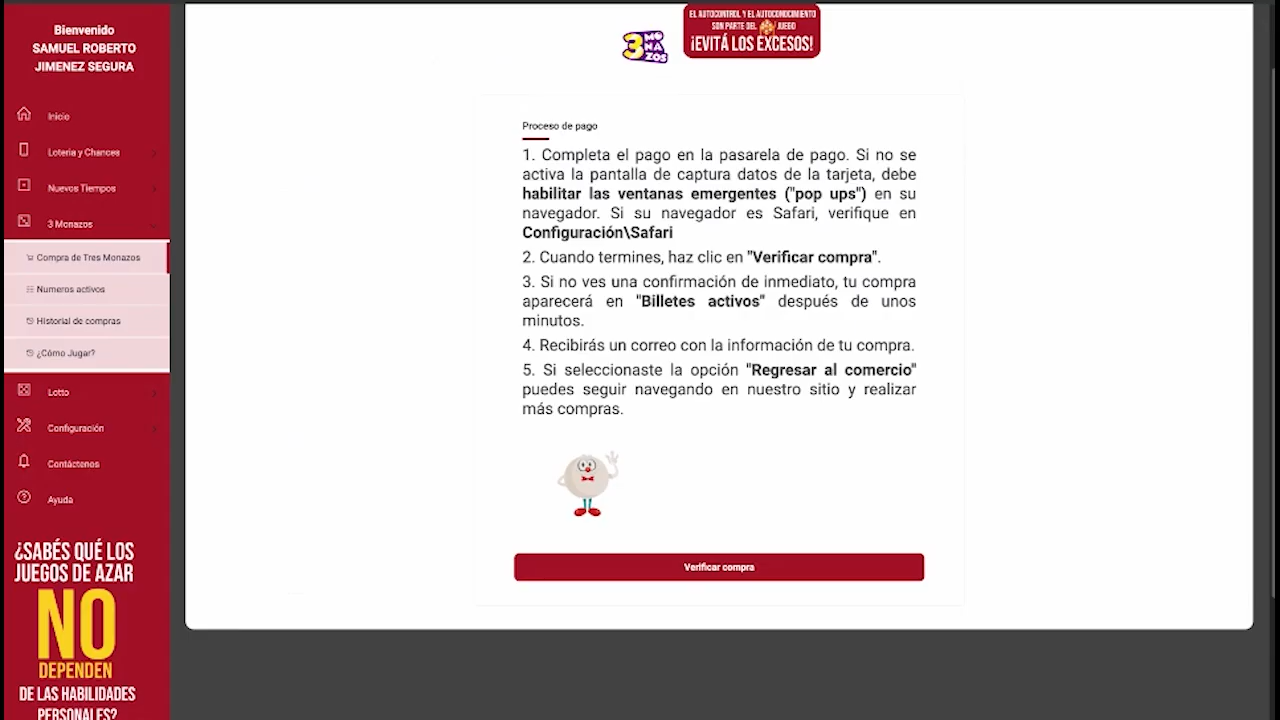 Bienvenido
SAMUEL ROBERTO
JIMENEZ SEGURA
Inicio
Loteria y Chances
Nuevos Tiempos
3 Monazos
Compra de Tres Monazos
Numeros activos
Historial de compras
¿Cómo Jugar?
Lotto
Configuración
Contáctenos
Ayuda
¿SABÉS QUÉ LOS
JUEGOS DE AZAR
NO
DEPENDEN
DE LAS HABILIDADES
PERSONALES?
3 MO
NA
ZOS
EL AUTOCONTROL Y EL AUTOCONOCIMIENTO
SON PARTE DEL JUEGO
¡EVITÁ LOS EXCESOS!
Proceso de pago
1. Completa el pago en la pasarela de pago. Si no se
activa la pantalla de captura datos de la tarjeta, debe
habilitar las ventanas emergentes ("pop ups") en su
navegador. Si su navegador es Safari, verifique en
Configuración\Safari
2. Cuando termines, haz clic en "Verificar compra".
3. Si no ves una confirmación de inmediato, tu compra
aparecerá en "Billetes activos" después de unos
minutos.
4. Recibirás un correo con la información de tu compra.
5. Si seleccionaste la opción "Regresar al comercio"
puedes seguir navegando en nuestro sitio y realizar
más compras.
Verificar compra